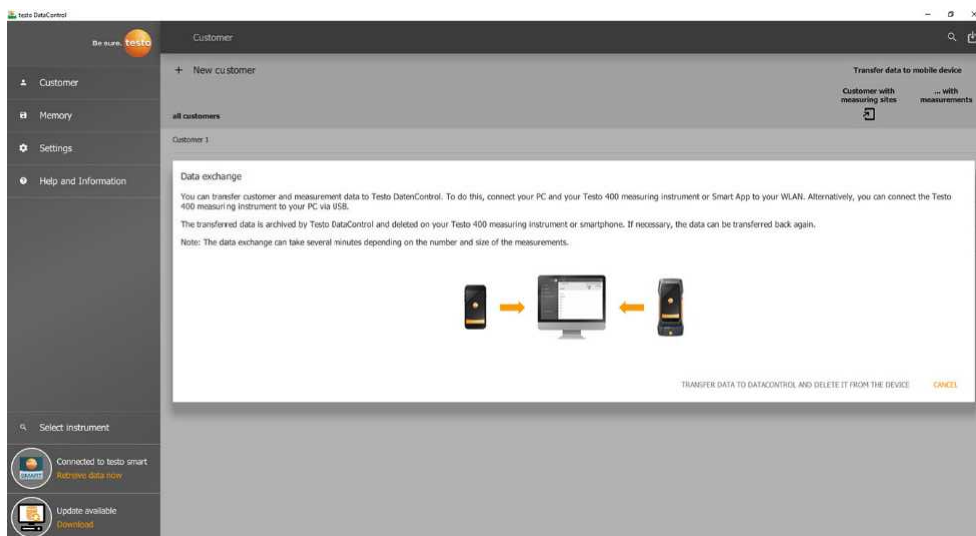 testo DataControl
Be sure. testo
Customer
Customer
Memory
Settings
Help and Information
+ New customer
Transfer data to mobile device
Customer with
measuring sites
... with
measurements
all customers
Customer 1
Data exchange
You can transfer customer and measurement data to Testo DatenControl. To do this, connect your PC and your Testo 400 measuring instrument or Smart App to your WLAN. Alternatively, you can connect the Testo
400 measuring instrument to your PC via USB.
The transferred data is archived by Testo DataControl and deleted on your Testo 400 measuring instrument or smartphone. If necessary, the data can be transferred back again.
Note: The data exchange can take several minutes depending on the number and size of the measurements.
TRANSFER DATA TO DATACONTROL AND DELETE IT FROM THE DEVICE
CANCEL
Select instrument
SMART
Connected to testo smart
Retrieve data now
Update available
Download